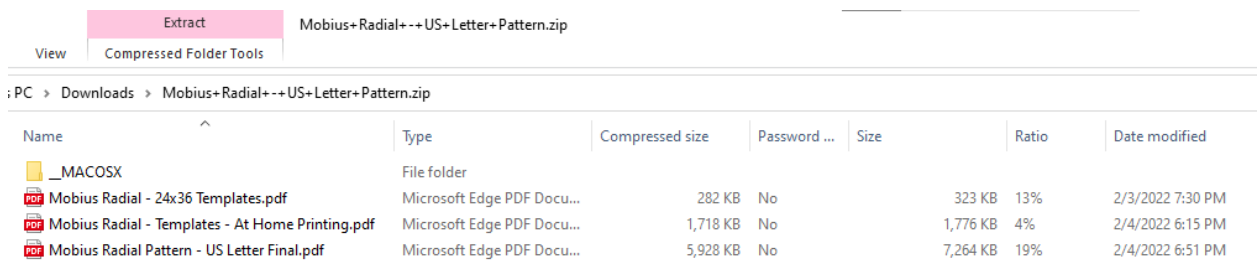 Extract Mobius+Radial+-+US+Letter+Pattern.zip
View Compressed Folder Tools
PC > Downloads > Mobius+Radial+-+US+Letter+Pattern.zip
Name Type Compressed size Password ... Size Ratio Date modified
__MACOSX File folder
Mobius Radial - 24x36 Templates.pdf Microsoft Edge PDF Docu... 282 KB No 323 KB 13% 2/3/2022 7:30 PM
Mobius Radial - Templates - At Home Printing.pdf Microsoft Edge PDF Docu... 1,718 KB No 1,776 KB 4% 2/4/2022 6:15 PM
Mobius Radial Pattern - US Letter Final.pdf Microsoft Edge PDF Docu... 5,928 KB No 7,264 KB 19% 2/4/2022 6:51 PM